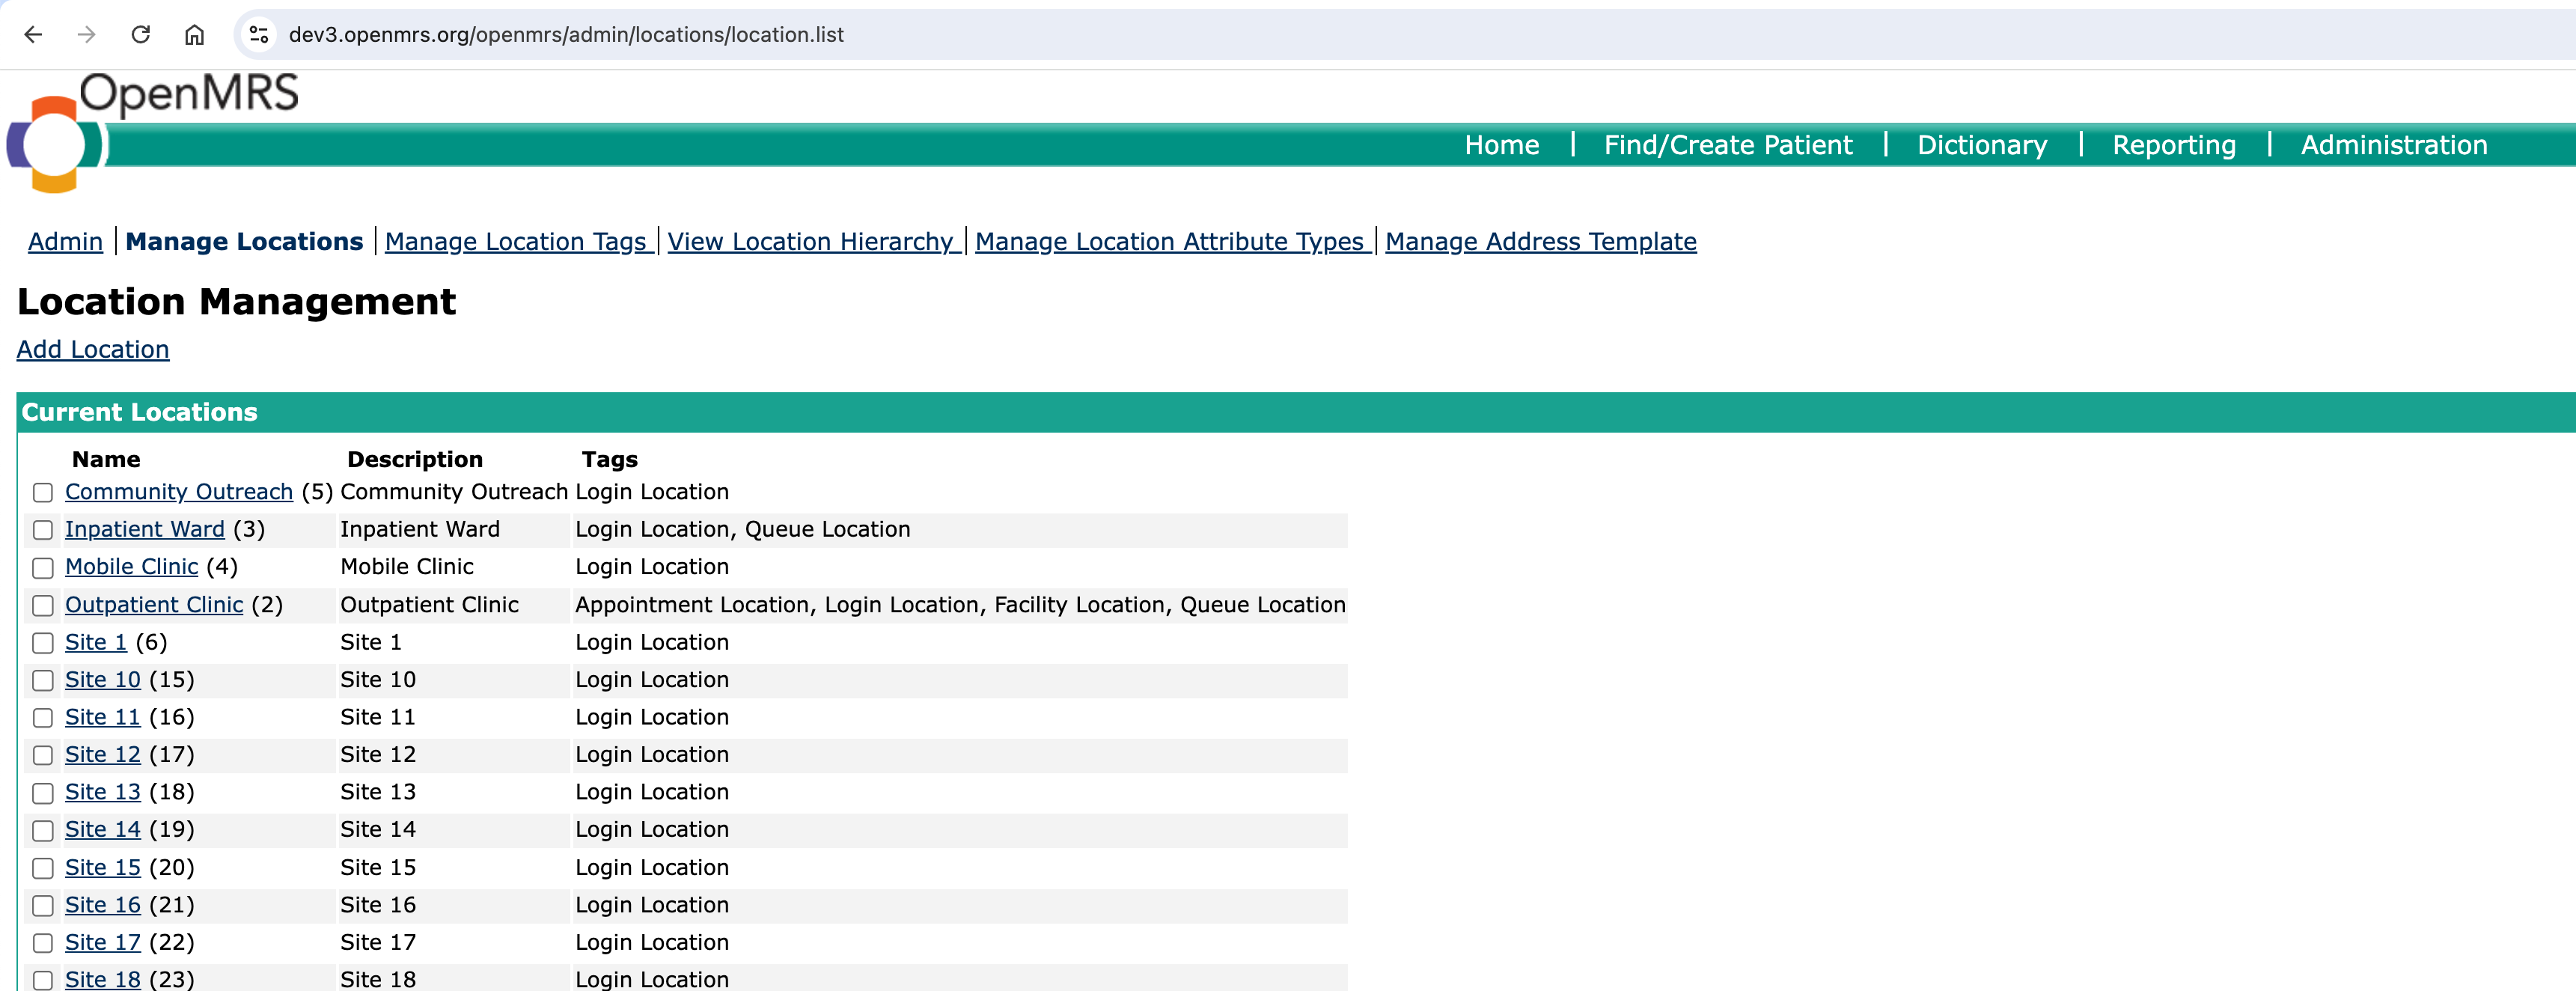 dev3.openmrs.org/openmrs/admin/locations/location.list
OpenMRS
Home | Find/Create Patient | Dictionary | Reporting | Administration
Admin | Manage Locations | Manage Location Tags | View Location Hierarchy | Manage Location Attribute Types | Manage Address Template
Location Management
Add Location
Current Locations
Name Description Tags
Community Outreach (5) Community Outreach Login Location
Inpatient Ward (3) Inpatient Ward Login Location, Queue Location
Mobile Clinic (4) Mobile Clinic Login Location
Outpatient Clinic (2) Outpatient Clinic Appointment Location, Login Location, Facility Location, Queue Location
Site 1 (6) Site 1 Login Location
Site 10 (15) Site 10 Login Location
Site 11 (16) Site 11 Login Location
Site 12 (17) Site 12 Login Location
Site 13 (18) Site 13 Login Location
Site 14 (19) Site 14 Login Location
Site 15 (20) Site 15 Login Location
Site 16 (21) Site 16 Login Location
Site 17 (22) Site 17 Login Location
Site 18 (23) Site 18 Login Location